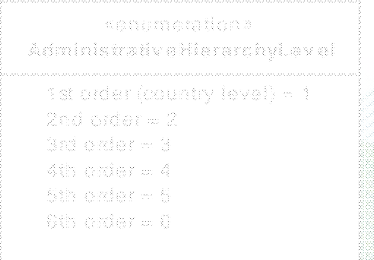 «enumeration»
AdministrativeHierarchyLevel
1st order (country level) = 1
2nd order = 2
3rd order = 3
4th order = 4
5th order = 5
6th order = 6